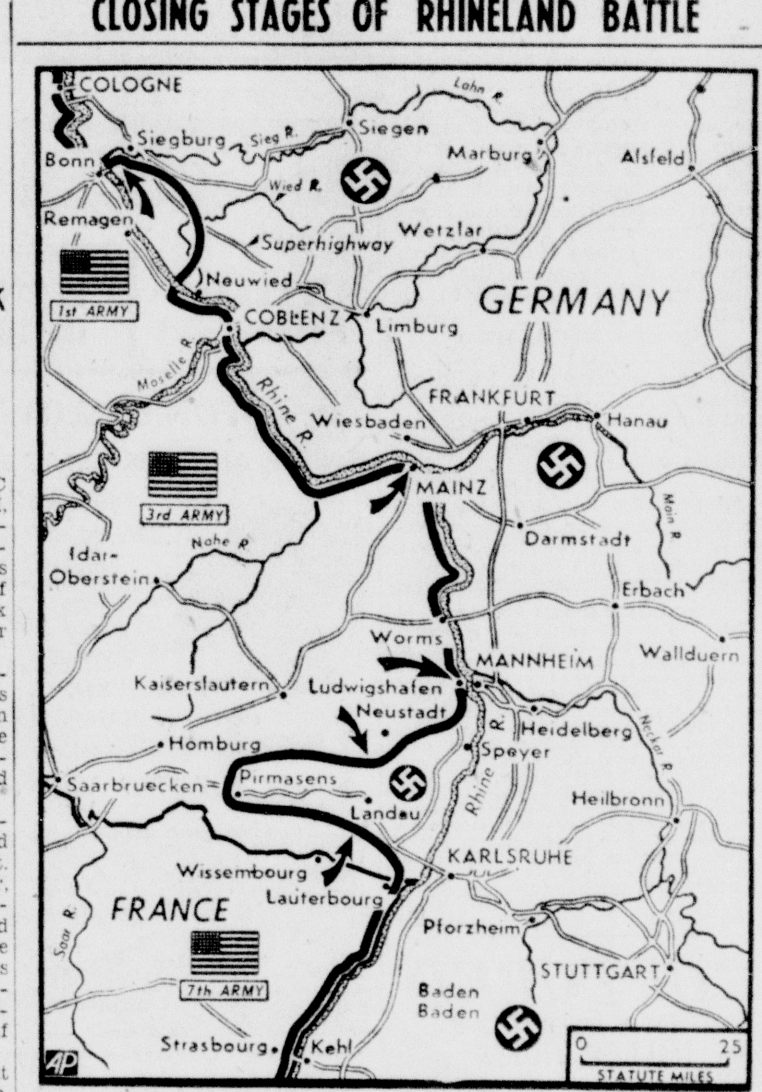 CLOSING STAGES OF RHINELAND BATTLE
COLOGNE
Lahn R.
Siegburg
Sieg R.
Siegen
Bonn
Marburg
Alsfeld
Wied R.
Remagen
Superhighway
Wetzlar
Neuwied
GERMANY
1st ARMY
COBLENZ
Limburg
Moselle R.
Rhine R.
FRANKFURT
Wiesbaden
Hanau
MAINZ
3rd ARMY
Main R.
Nahe R.
Darmstadt
Idar-
Oberstein
Erbach
Worms
Wallduern
MANNHEIM
Kaiserslautern
Ludwigshafen
Neustadt
R.
Heidelberg
Neckar R.
Homburg
Speyer
Saarbruecken
Pirmasens
Rhine
Landau
Heilbronn
Wissembourg
KARLSRUHE
Lauterbourg
FRANCE
Pforzheim
Saar R.
7th ARMY
STUTTGART
Baden
Baden
Strasbourg
Kehl
0 25
STATUTE MILES
AP